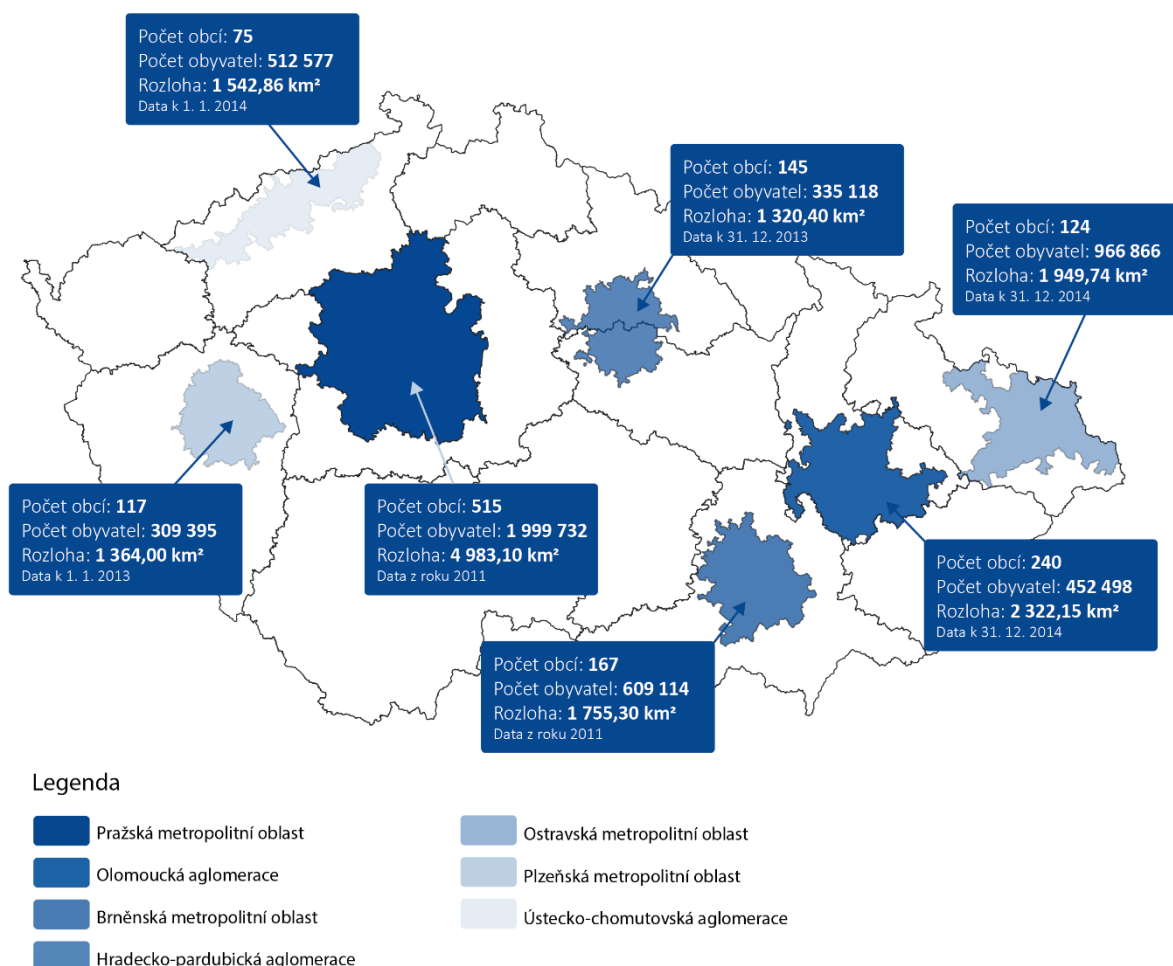 Počet obcí: 75
Počet obyvatel: 512 577
Rozloha: 1 542,86 km²
Data k 1. 1. 2014
Počet obcí: 145
Počet obyvatel: 335 118
Rozloha: 1 320,40 km²
Data k 31. 12. 2013
Počet obcí: 124
Počet obyvatel: 966 866
Rozloha: 1 949,74 km²
Data k 31. 12. 2014
Počet obcí: 117
Počet obyvatel: 309 395
Rozloha: 1 364,00 km²
Data k 1. 1. 2013
Počet obcí: 515
Počet obyvatel: 1 999 732
Rozloha: 4 983,10 km²
Data z roku 2011
Počet obcí: 240
Počet obyvatel: 452 498
Rozloha: 2 322,15 km²
Data k 31. 12. 2014
Počet obcí: 167
Počet obyvatel: 609 114
Rozloha: 1 755,30 km²
Data z roku 2011
Legenda
Pražská metropolitní oblast
Olomoucká aglomerace
Brněnská metropolitní oblast
Hradecko-pardubická aglomerace
Ostravská metropolitní oblast
Plzeňská metropolitní oblast
Ústecko-chomutovská aglomerace